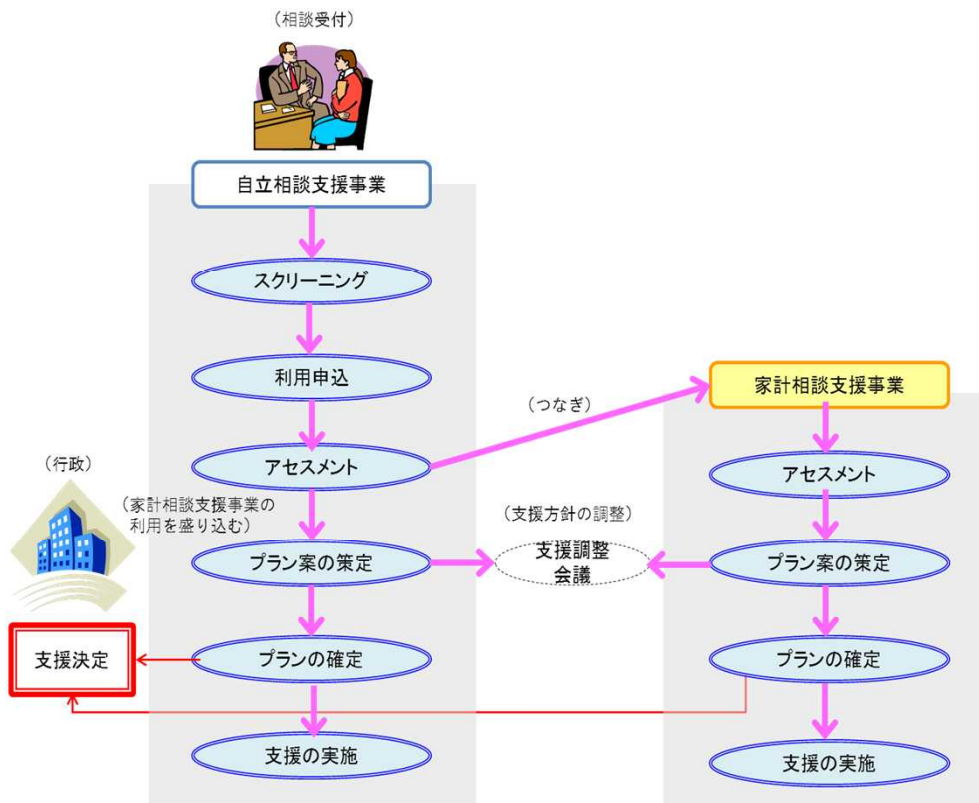 （相談受付）
自立相談支援事業
スクリーニング
利用申込
（つなぎ）
家計相談支援事業
アセスメント
アセスメント
（行政）
（家計相談支援事業の
利用を盛り込む）
（支援方針の調整）
プラン案の策定
支援調整
会議
プラン案の策定
支援決定
プランの確定
プランの確定
支援の実施
支援の実施